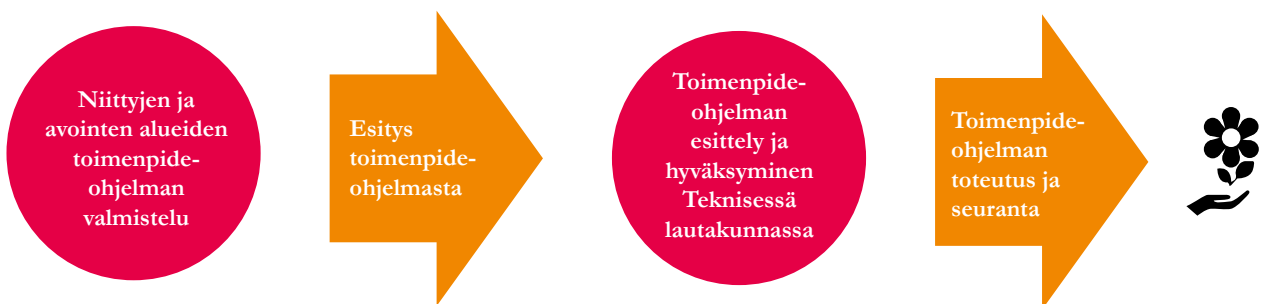 Niittyjen ja
avointen alueiden
toimenpide-
ohjelman
valmistelu
Esitys
toimenpide-
ohjelmasta
Toimenpide-
ohjelman
esittely ja
hyväksyminen
Teknisessä
lautakunnassa
Toimenpide-
ohjelman
toteutus ja
seuranta